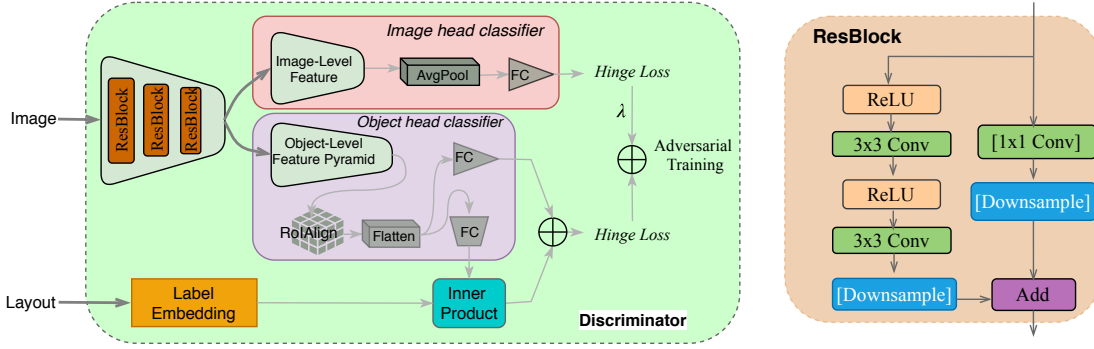 Image
Layout
ResBlock
ResBlock
ResBlock
Image head classifier
Image-Level
Feature
AvgPool
FC
Hinge Loss
λ
Adversarial
Training
Object head classifier
Object-Level
Feature Pyramid
FC
RoIAlign
Flatten
FC
Hinge Loss
Label
Embedding
Inner
Product
Discriminator
ResBlock
ReLU
3x3 Conv
ReLU
3x3 Conv
[Downsample]
[1x1 Conv]
[Downsample]
Add